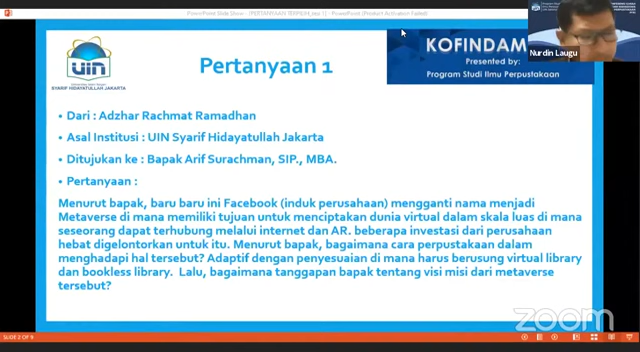 PowerPoint Slide Show - [PERTANYAAN TERPILIH_etai 1] - PowerPoint (Product Activation Failed)
Nurdin Laugu
UIN
SYARIF HIDAYATULLAH JAKARTA
Pertanyaan 1
KOFINDAM
Presented by:
Program Studi Ilmu Perpustakaan
• Dari : Adzhar Rachmat Ramadhan
• Asal Institusi : UIN Syarif Hidayatullah Jakarta
• Ditujukan ke : Bapak Arif Surachman, SIP., MBA.
• Pertanyaan :
Menurut bapak, baru baru ini Facebook (induk perusahaan) mengganti nama menjadi
Metaverse di mana memiliki tujuan untuk menciptakan dunia virtual dalam skala luas di mana
seseorang dapat terhubung melalui internet dan AR. beberapa investasi dari perusahaan
hebat digelontorkan untuk itu. Menurut bapak, bagaimana cara perpustakaan dalam
menghadapi hal tersebut? Adaptif dengan penyesuaian di mana harus berusung virtual library
dan bookless library. Lalu, bagaimana tanggapan bapak tentang visi misi dari metaverse
tersebut?
zoom
SLIDE 2 OF 9